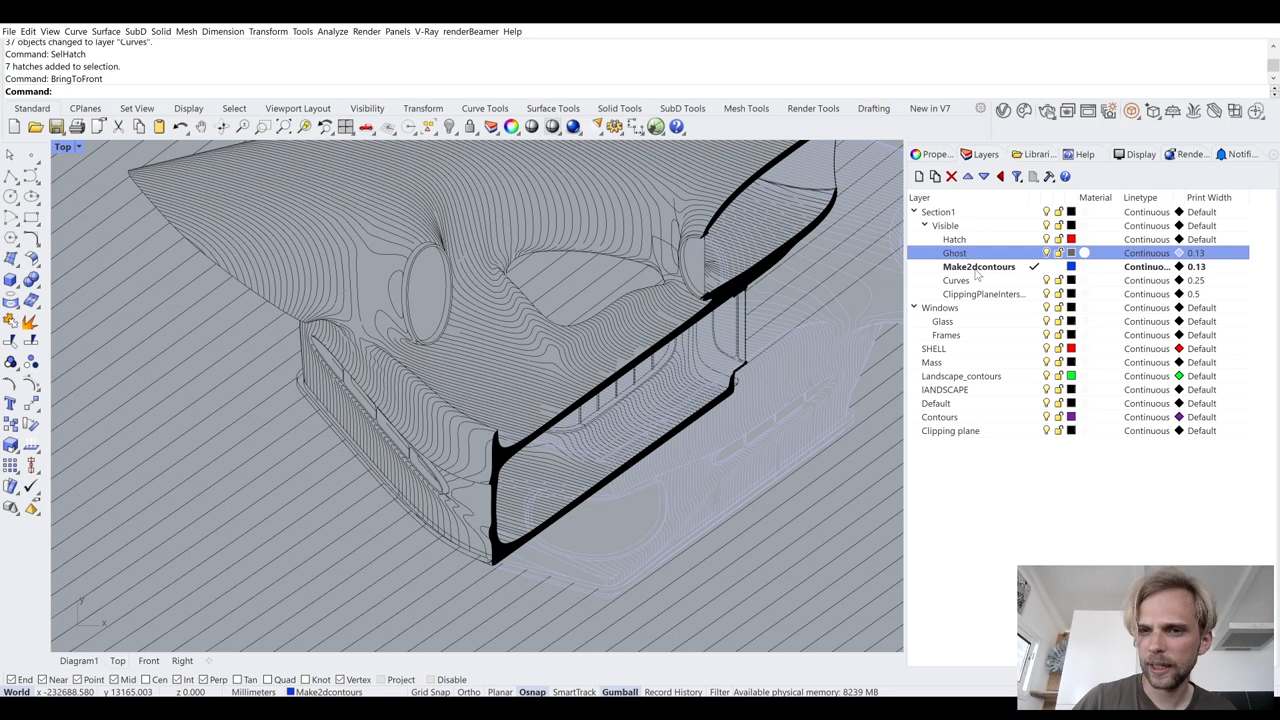 File Edit View Curve Surface SubD Solid Mesh Dimension Transform Tools Analyze Render Panels V-Ray renderBeamer Help
37 objects changed to layer "Curves".
Command: SelHatch
7 hatches added to selection.
Command: BringToFront
Command:
Standard CPlanes Set View Display Select Viewport Layout Visibility Transform Curve Tools Surface Tools Solid Tools SubD Tools Mesh Tools Render Tools Drafting New in V7
Top
Prope... Layers Librari... Help Display Rende... Notifi...
Layer Material Linetype Print Width
Section1 Continuous Default
Visible Continuous Default
Hatch Continuous Default
Ghost Continuous 0.13
Make2dcontours Continuo... 0.13
Curves Continuous 0.25
ClippingPlaneInters... Continuous 0.5
Windows Continuous Default
Glass Continuous Default
Frames Continuous Default
SHELL Continuous Default
Mass Continuous Default
Landscape_contours Continuous Default
lANDSCAPE Continuous Default
Default Continuous Default
Contours Continuous Default
Clipping plane Continuous Default
y
x
Diagram1 Top Front Right
End Near Point Mid Cen Int Perp Tan Quad Knot Vertex Project Disable
World x -232688.580 y 13165.003 z 0.000 Millimeters Make2dcontours Grid Snap Ortho Planar Osnap SmartTrack Gumball Record History Filter Available physical memory: 8239 MB